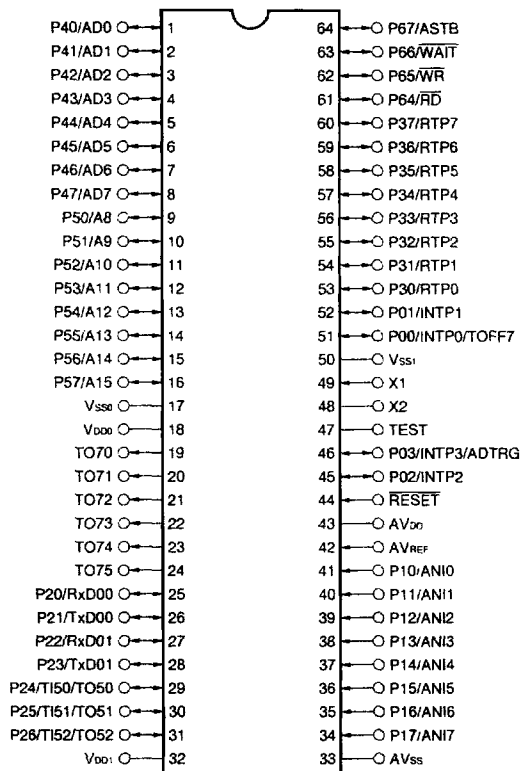 P40/AD0 1 64 P67/ASTB
P41/AD1 2 63 P66/WAIT
P42/AD2 3 62 P65/WR
P43/AD3 4 61 P64/RD
P44/AD4 5 60 P37/RTP7
P45/AD5 6 59 P36/RTP6
P46/AD6 7 58 P35/RTP5
P47/AD7 8 57 P34/RTP4
P50/A8 9 56 P33/RTP3
P51/A9 10 55 P32/RTP2
P52/A10 11 54 P31/RTP1
P53/A11 12 53 P30/RTP0
P54/A12 13 52 P01/INTP1
P55/A13 14 51 P00/INTP0/TOFF7
P56/A14 15 50 VSS1
P57/A15 16 49 X1
VSS0 17 48 X2
VDD0 18 47 TEST
TO70 19 46 P03/INTP3/ADTRG
TO71 20 45 P02/INTP2
TO72 21 44 RESET
TO73 22 43 AVDD
TO74 23 42 AVREF
TO75 24 41 P10/ANI0
P20/RxD00 25 40 P11/ANI1
P21/TxD00 26 39 P12/ANI2
P22/RxD01 27 38 P13/ANI3
P23/TxD01 28 37 P14/ANI4
P24/TI50/TO50 29 36 P15/ANI5
P25/TI51/TO51 30 35 P16/ANI6
P26/TI52/TO52 31 34 P17/ANI7
VDD1 32 33 AVSS